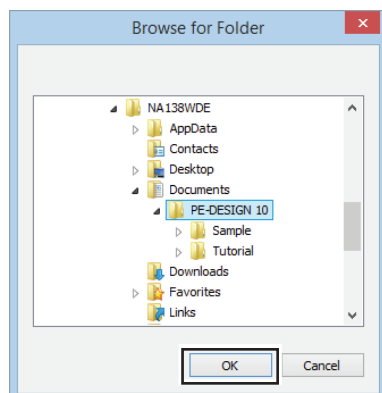 Browse for Folder
NA138WDE
AppData
Contacts
Desktop
Documents
PE-DESIGN 10
Sample
Tutorial
Downloads
Favorites
Links
OK Cancel